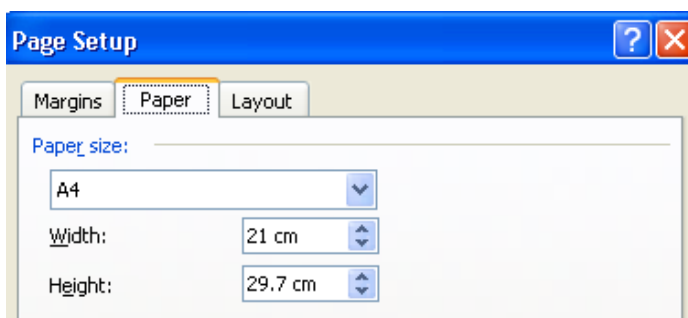 Page Setup
Margins Paper Layout
Paper size:
A4
Width: 21 cm
Height: 29.7 cm